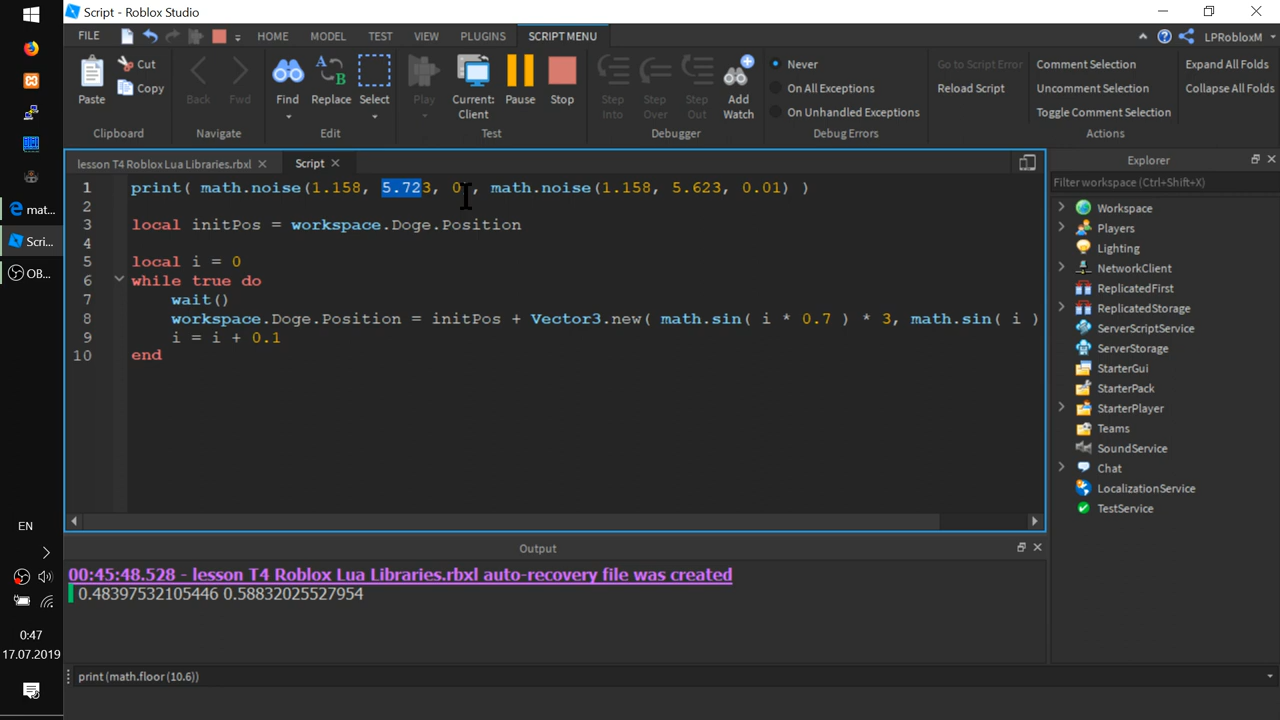 Script - Roblox Studio
FILE HOME MODEL TEST VIEW PLUGINS SCRIPT MENU LPRobloxM
Paste Cut Copy
Clipboard
Back Fwd
Navigate
Find Replace Select
Edit
Play Current: Client Pause Stop
Test
Step Into Step Over Step Out Add Watch
Debugger
Never
On All Exceptions
On Unhandled Exceptions
Debug Errors
Go to Script Error
Reload Script
Comment Selection
Uncomment Selection
Toggle Comment Selection
Expand All Folds
Collapse All Folds
Actions
lesson T4 Roblox Lua Libraries.rbxl Script
1 print( math.noise(1.158, 5.723, 0 , math.noise(1.158, 5.623, 0.01) )
2
3 local initPos = workspace.Doge.Position
4
5 local i = 0
6 while true do
7 wait()
8 workspace.Doge.Position = initPos + Vector3.new( math.sin( i * 0.7 ) * 3, math.sin( i )
9 i = i + 0.1
10 end
Explorer
Filter workspace (Ctrl+Shift+X)
Workspace
Players
Lighting
NetworkClient
ReplicatedFirst
ReplicatedStorage
ServerScriptService
ServerStorage
StarterGui
StarterPack
StarterPlayer
Teams
SoundService
Chat
LocalizationService
TestService
Output
00:45:48.528 - lesson T4 Roblox Lua Libraries.rbxl auto-recovery file was created
0.48397532105446 0.58832025527954
print (math.floor (10.6))
mat...
Scri...
OB...
EN
0:47
17.07.2019